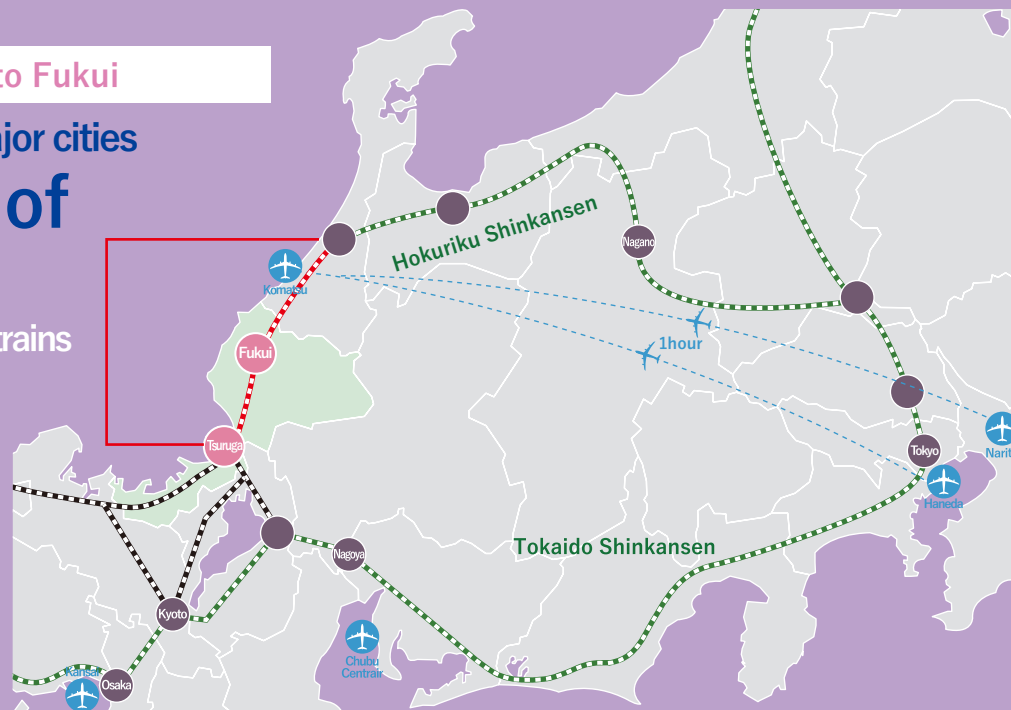 to Fukui
jor cities
of
trains
Hokuriku Shinkansen
Nagano
Komatsu
1hour
Fukui
Tsuruga
Tokyo
Narit
Haneda
Tokaido Shinkansen
Nagoya
Kyoto
Chubu
Centrair
Kansai
Osaka